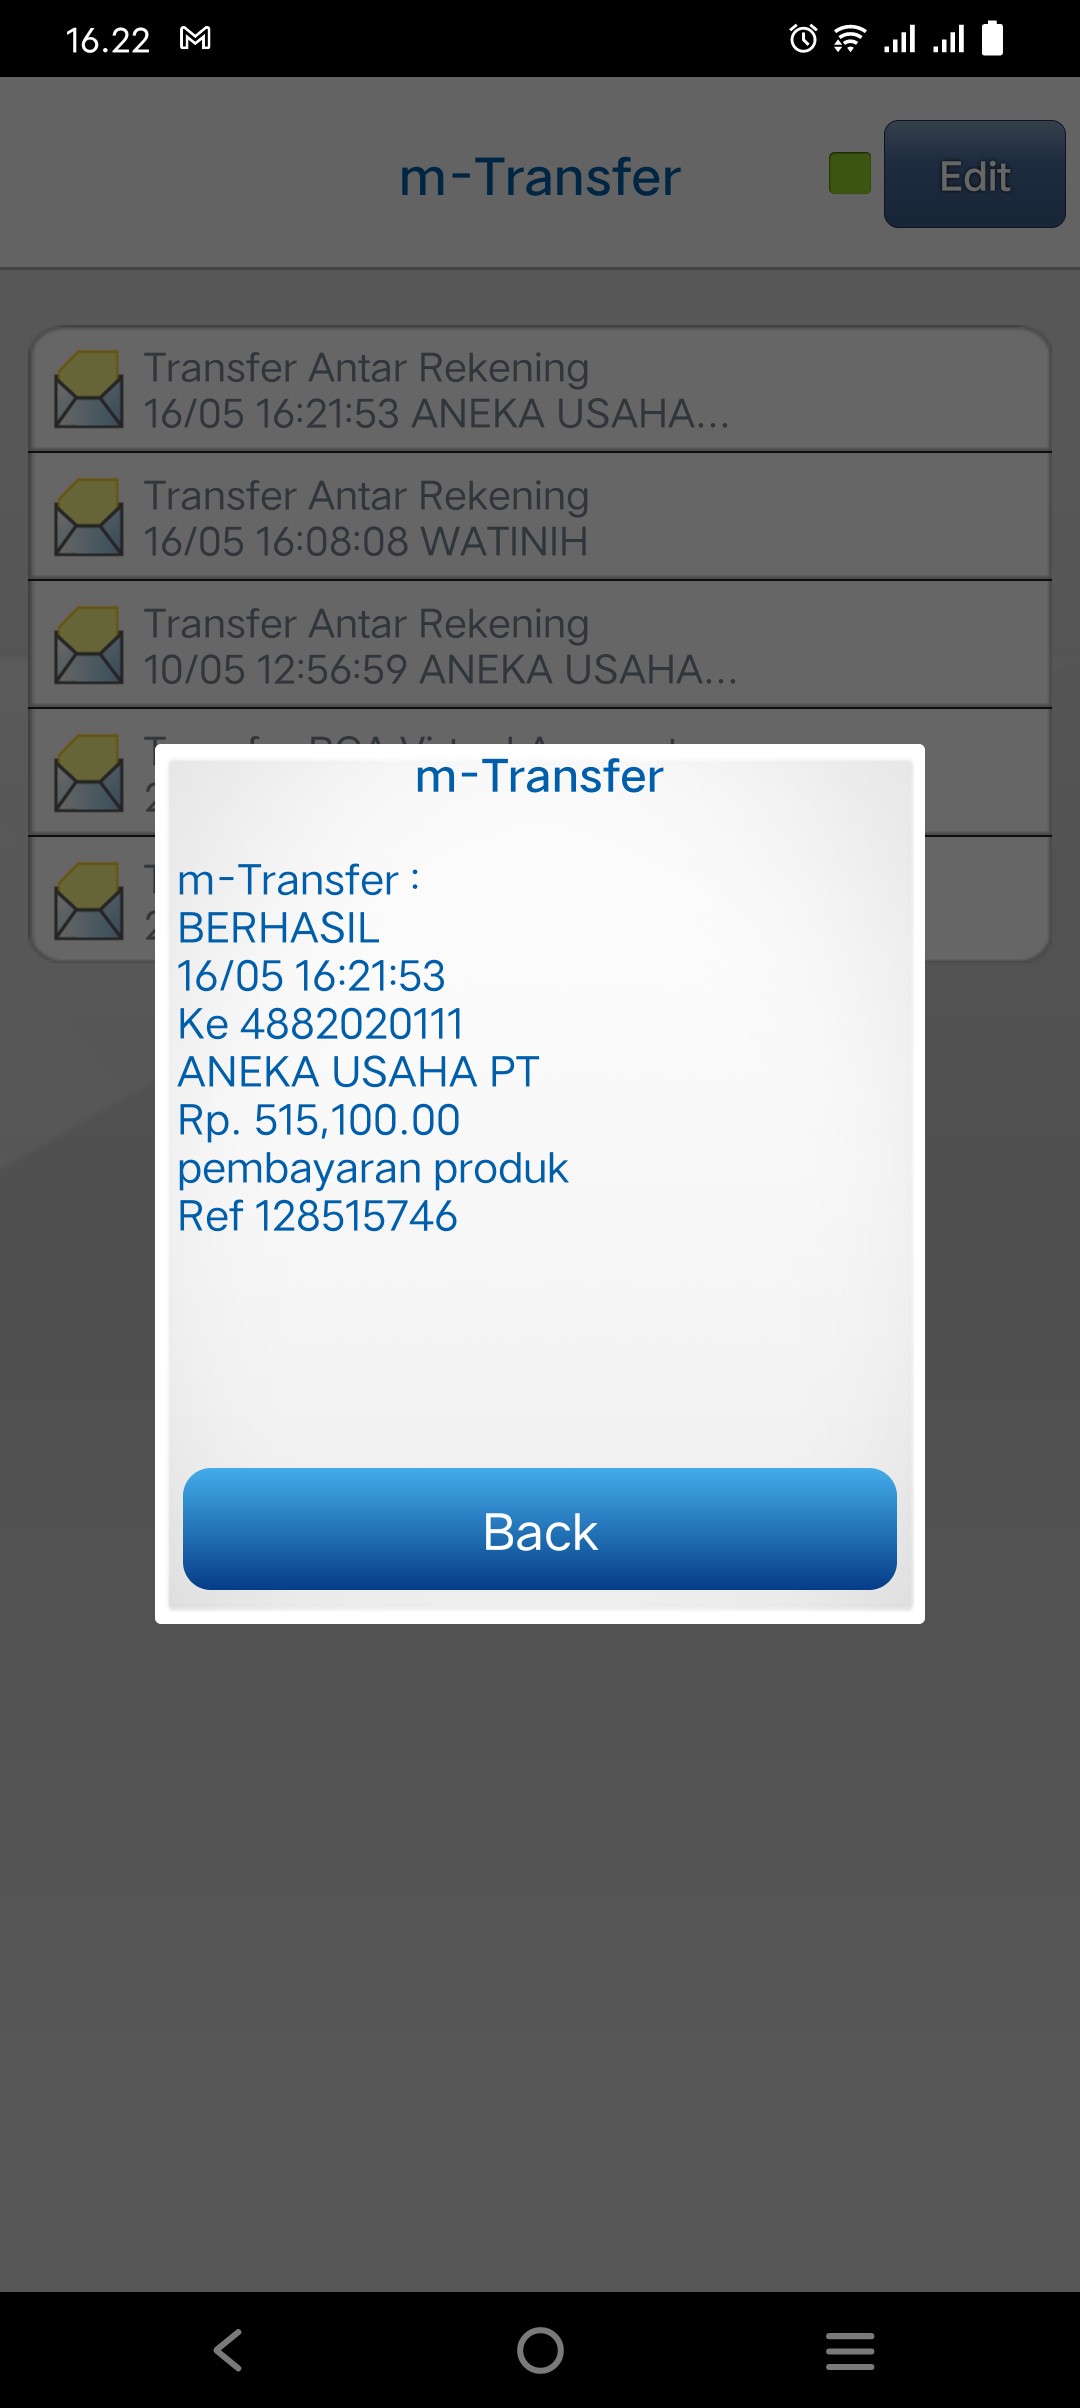 16.22
m-Transfer
Edit
Transfer Antar Rekening
16/05 16:21:53 ANEKA USAHA...
Transfer Antar Rekening
16/05 16:08:08 WATINIH
Transfer Antar Rekening
10/05 12:56:59 ANEKA USAHA...
m-Transfer
m-Transfer :
BERHASIL
16/05 16:21:53
Ke 4882020111
ANEKA USAHA PT
Rp. 515,100.00
pembayaran produk
Ref 128515746
Back